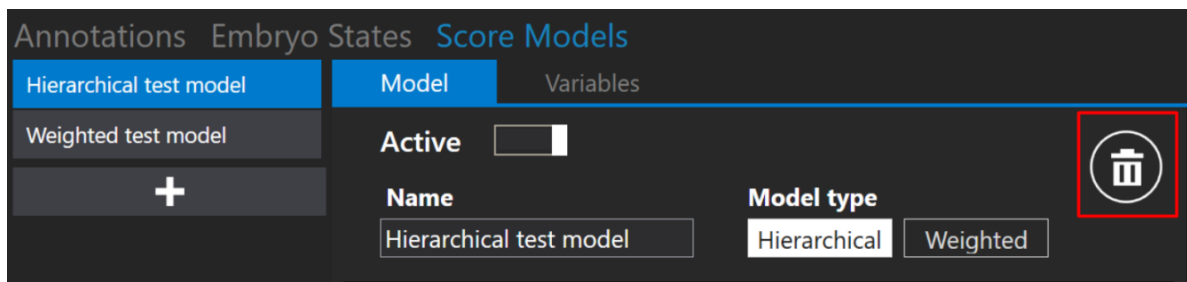 Annotations Embryo States Score Models
Hierarchical test model
Model Variables
Weighted test model
Active
Name
Model type
Hierarchical test model
Hierarchical Weighted